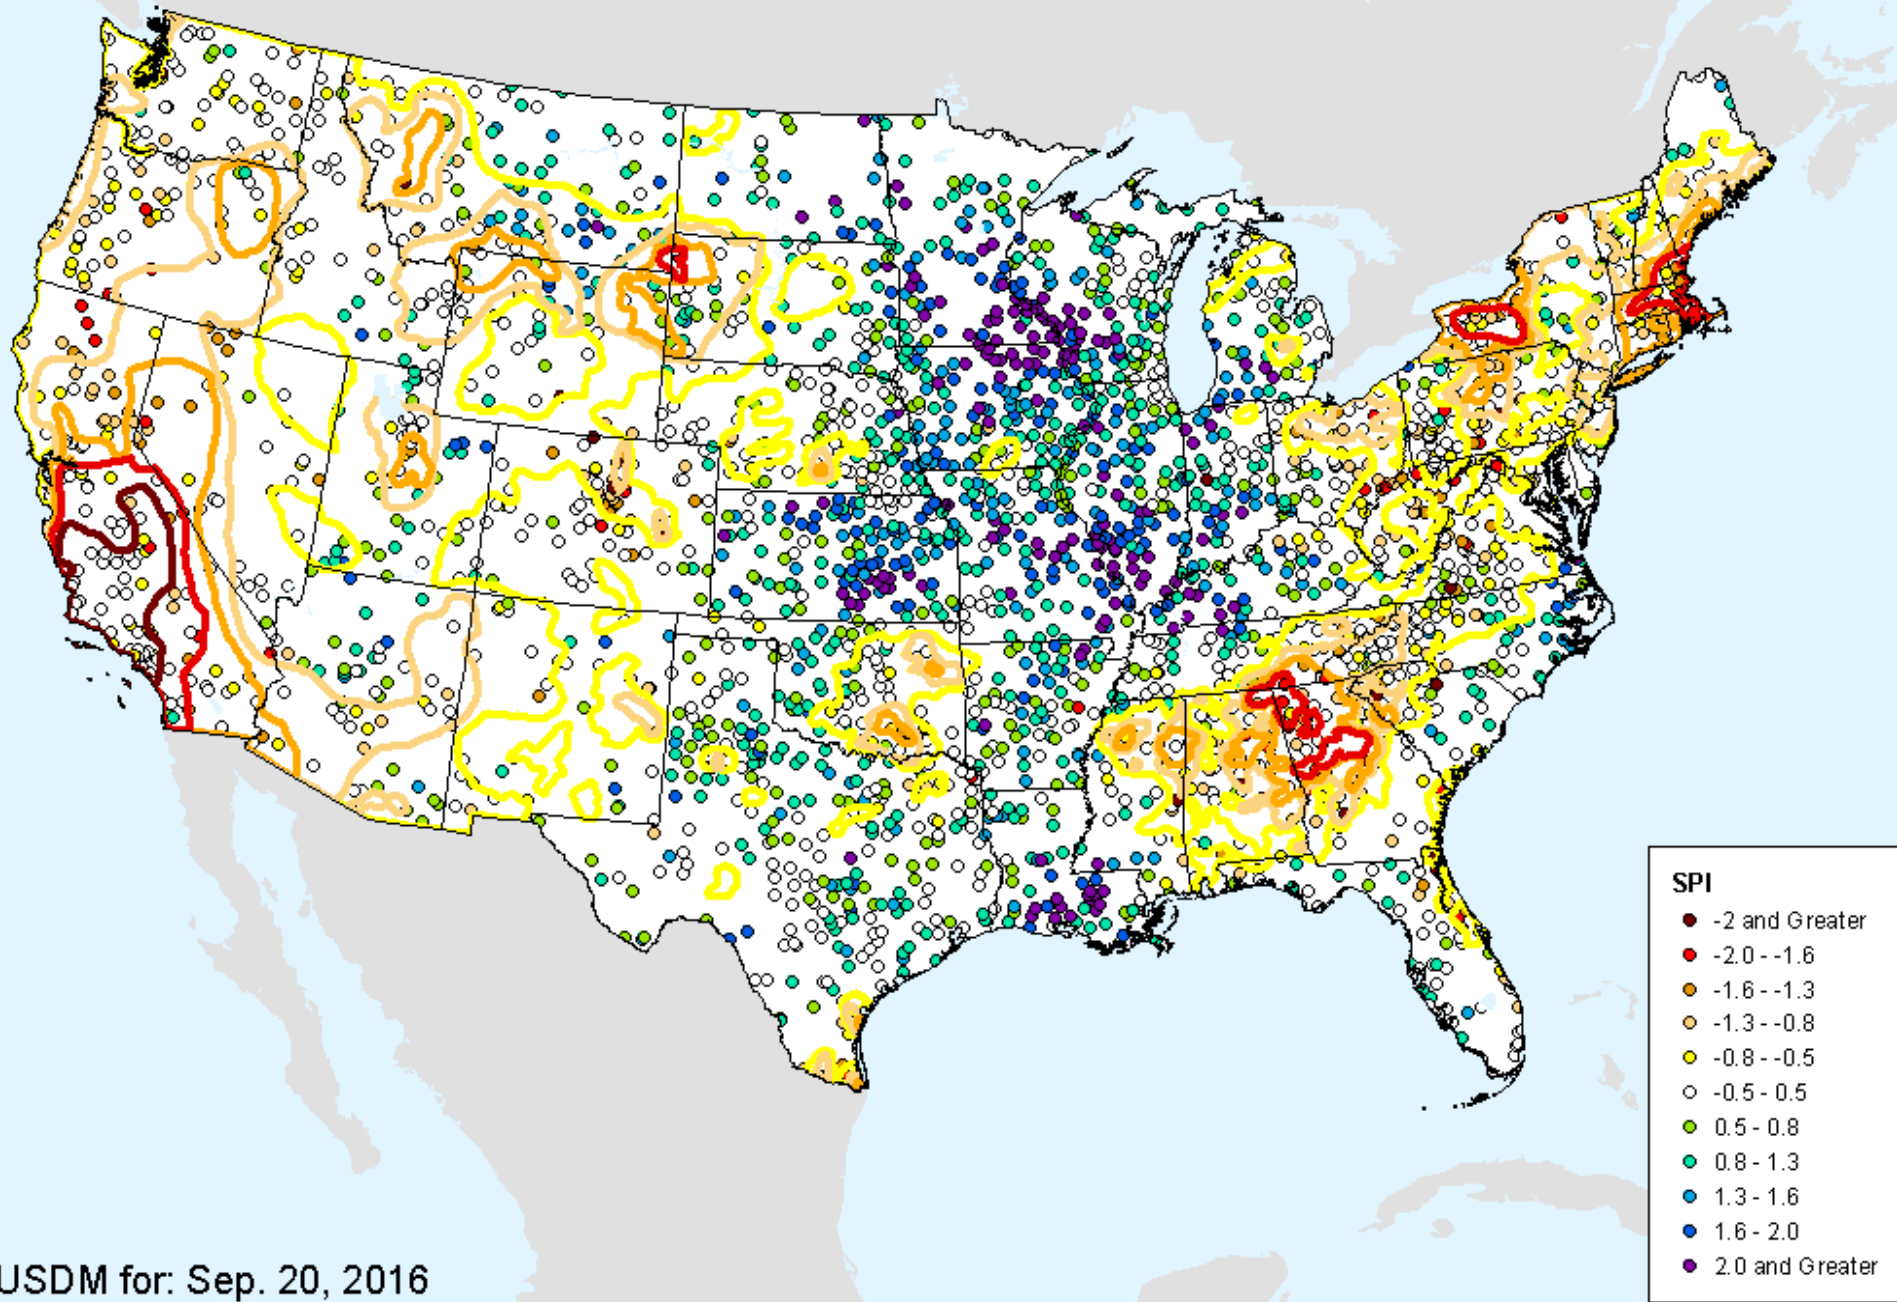 SPI
-2 and Greater
-2.0 - -1.6
-1.6 - -1.3
-1.3 - -0.8
-0.8 - -0.5
-0.5 - 0.5
0.5 - 0.8
0.8 - 1.3
1.3 - 1.6
1.6 - 2.0
2.0 and Greater
USDM for: Sep. 20, 2016